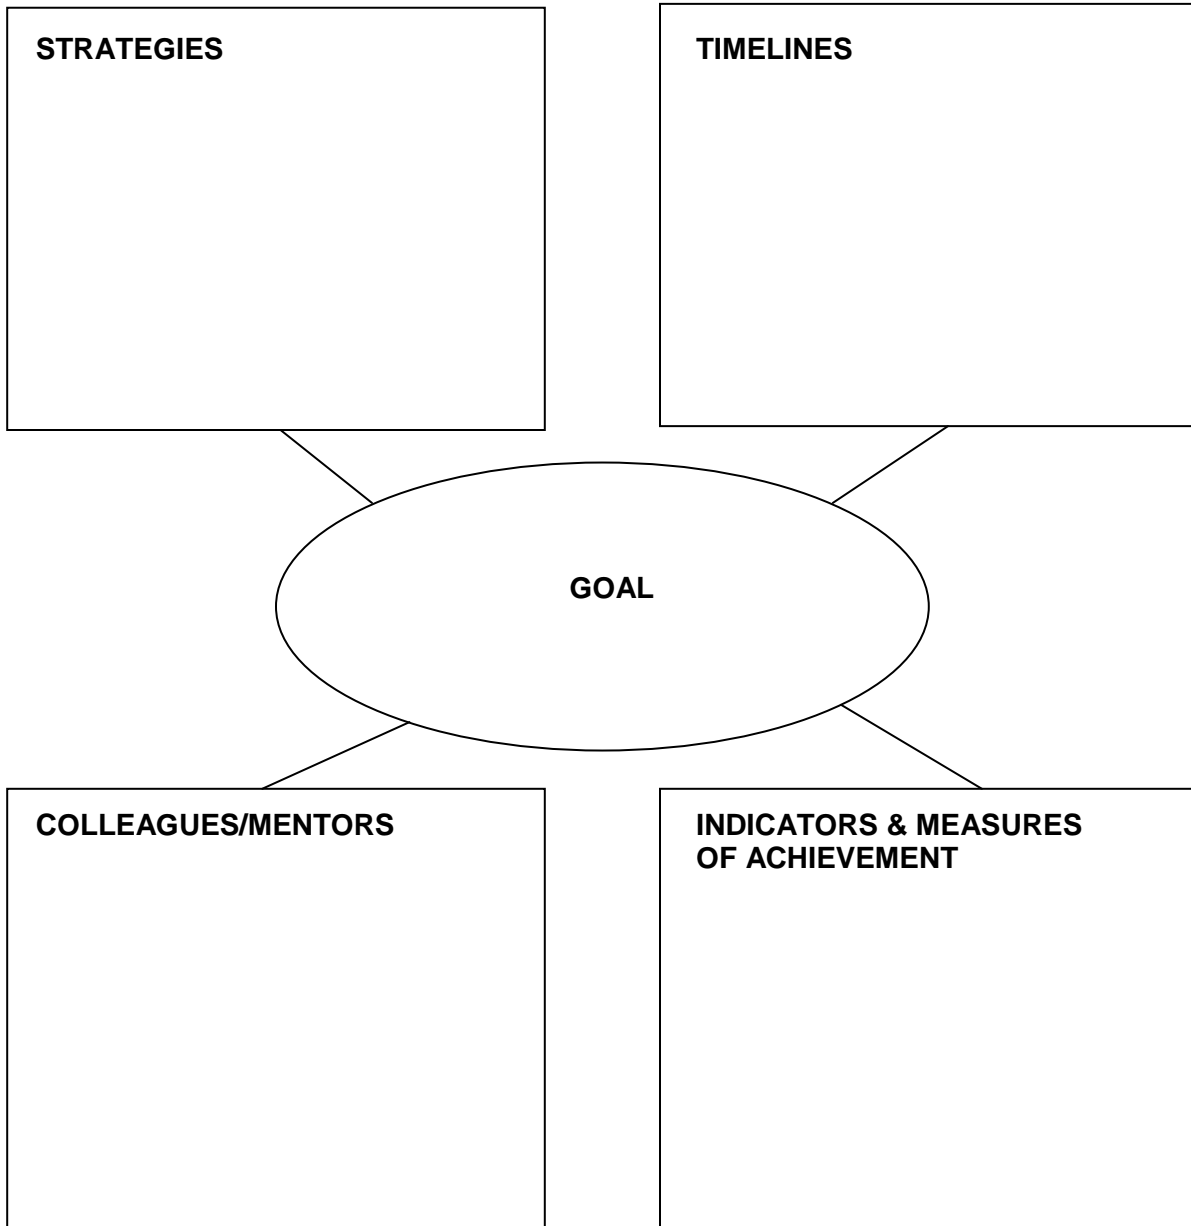 STRATEGIES
TIMELINES
GOAL
COLLEAGUES/MENTORS
INDICATORS & MEASURES
OF ACHIEVEMENT